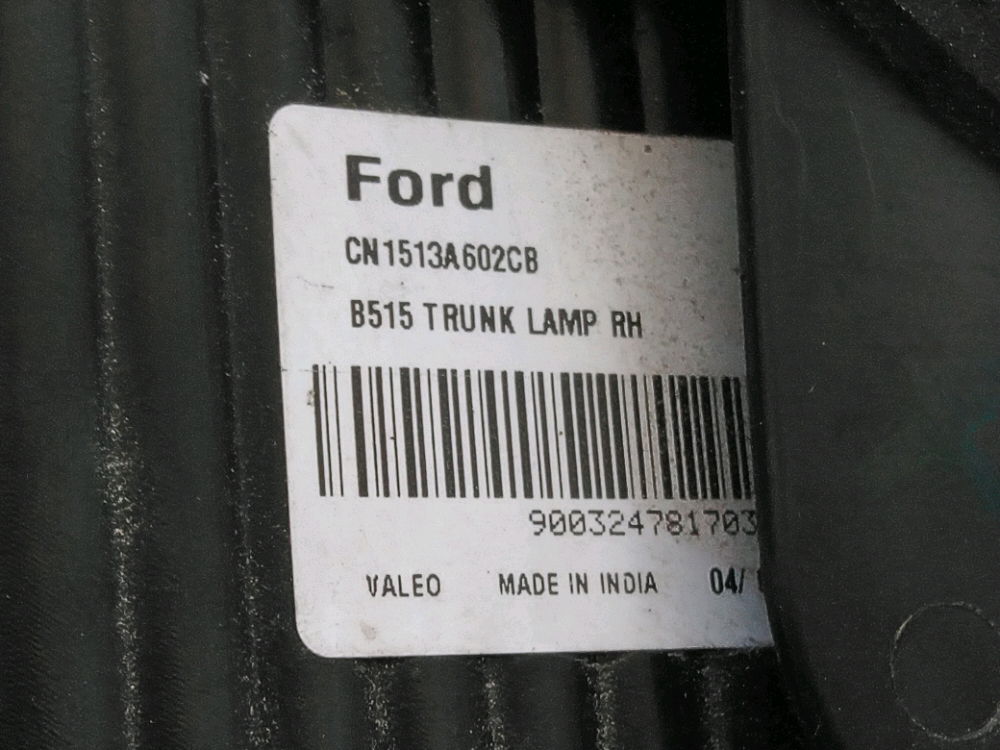 Ford
CN1513A602CB
B515 TRUNK LAMP RH
900324781703
VALEO MADE IN INDIA 04/